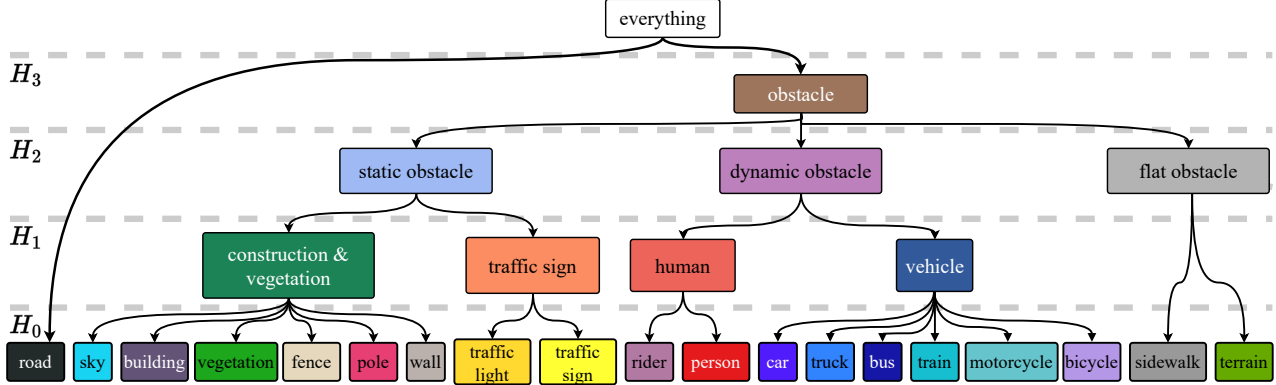 everything
H3
obstacle
H2
static obstacle
dynamic obstacle
flat obstacle
H1
construction &
vegetation
traffic sign
human
vehicle
H0
road
sky
building
vegetation
fence
pole
wall
traffic
light
traffic
sign
rider
person
car
truck
bus
train
motorcycle
bicycle
sidewalk
terrain